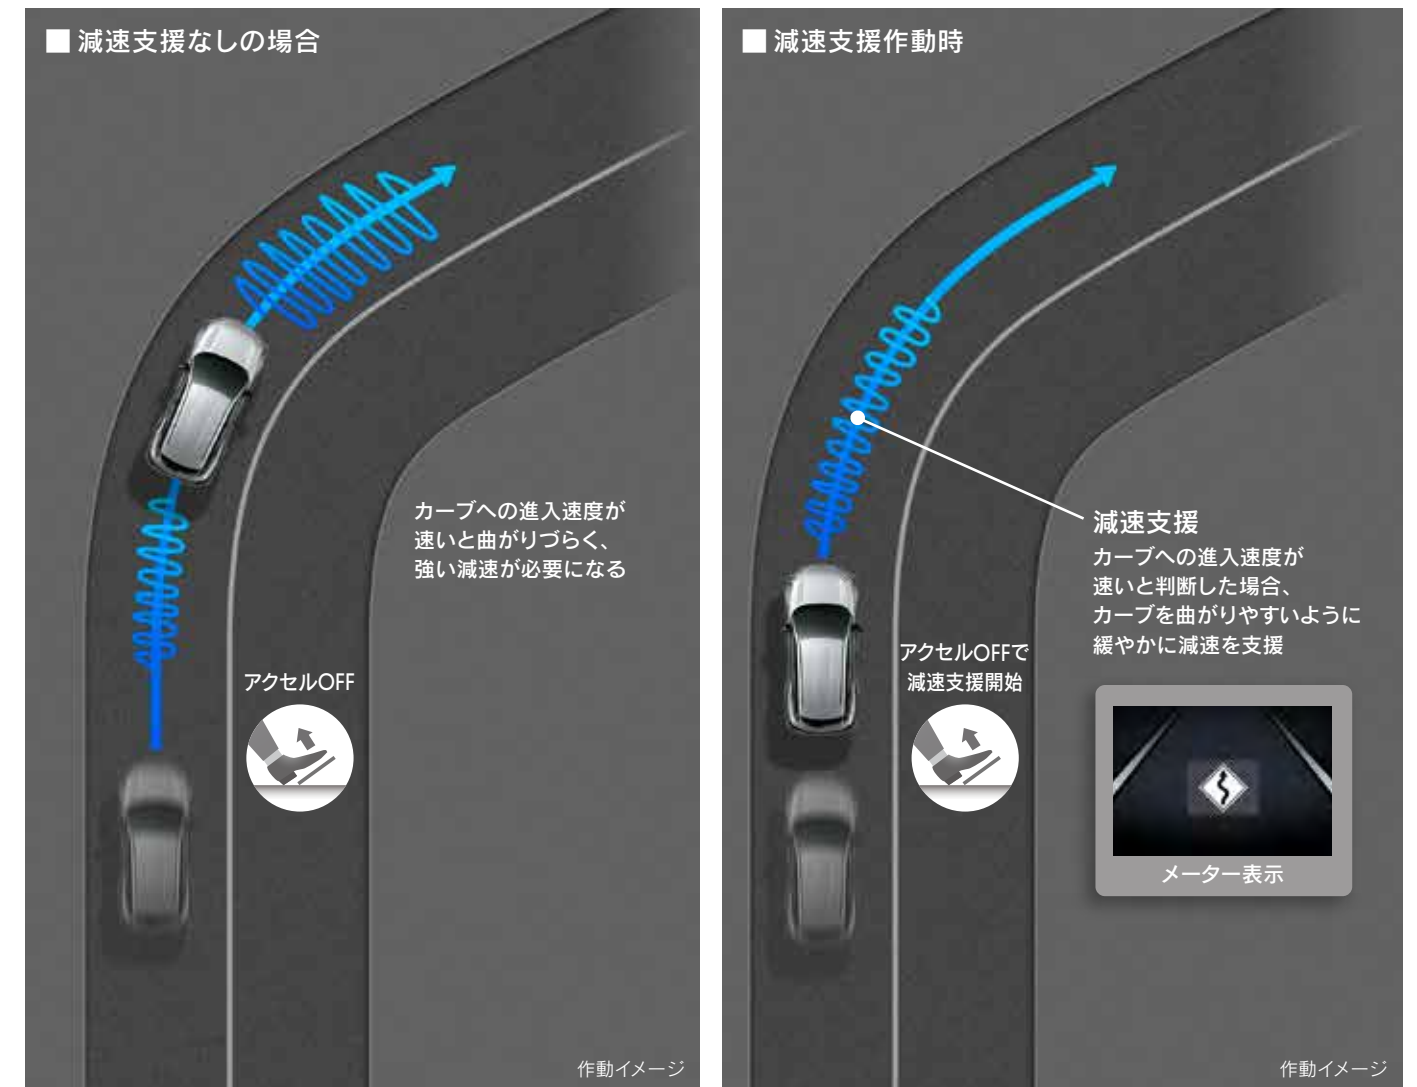 ■ 減速支援なしの場合
カーブへの進入速度が
速いと曲がりづらく、
強い減速が必要になる
アクセルOFF
作動イメージ
■ 減速支援作動時
減速支援
カーブへの進入速度が
速いと判断した場合、
カーブを曲がりやすいように
緩やかに減速を支援
アクセルOFFで
減速支援開始
メーター表示
作動イメージ